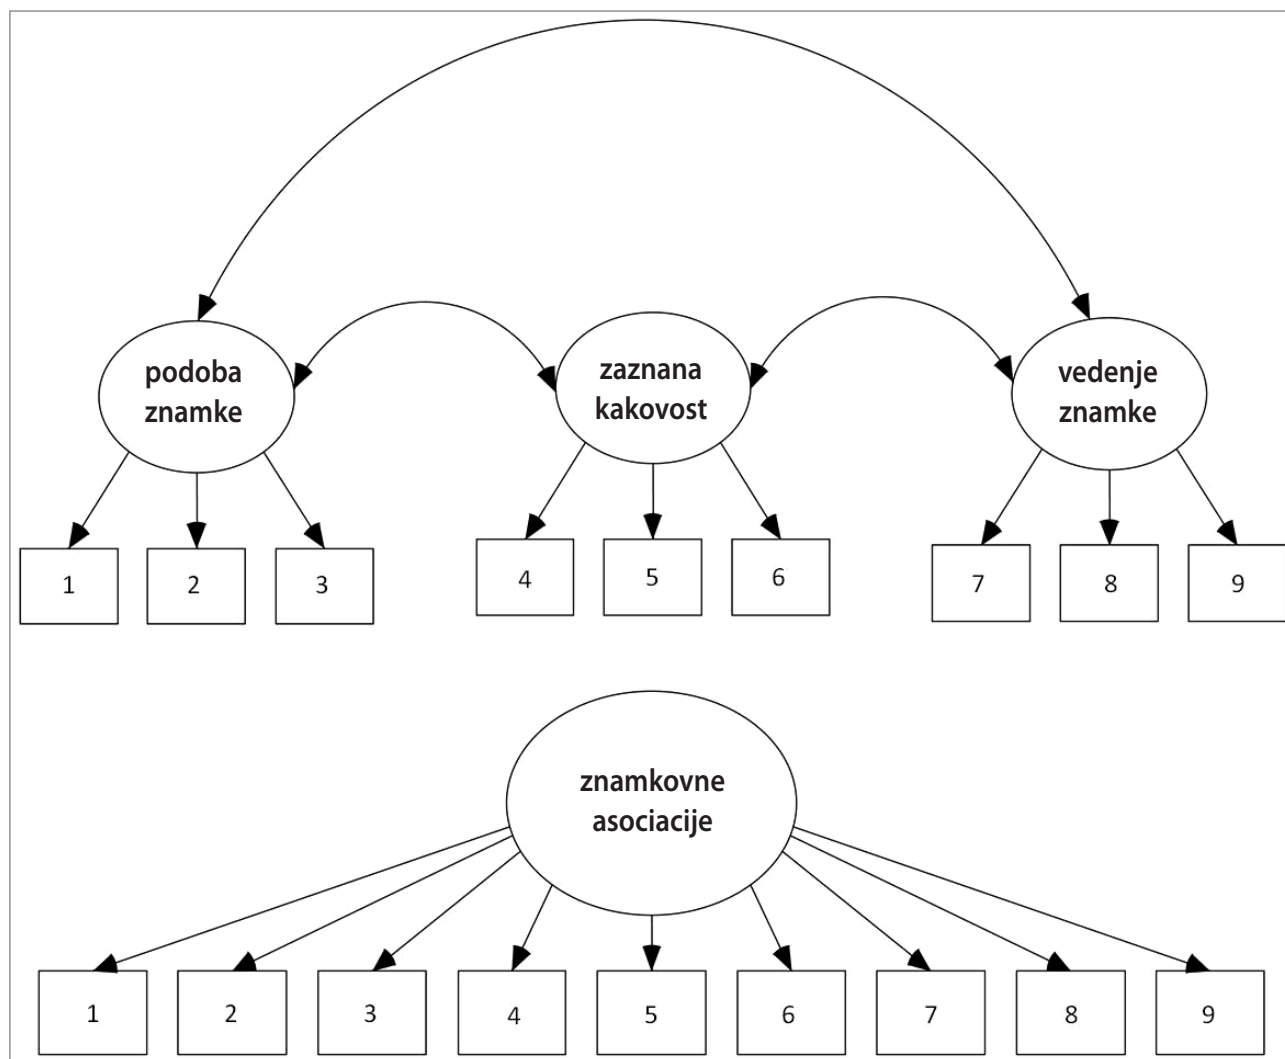 podoba
znamke
zaznana
kakovost
vedenje
znamke
1 2 3 4 5 6 7 8 9
znamkovne
asociacije
1 2 3 4 5 6 7 8 9